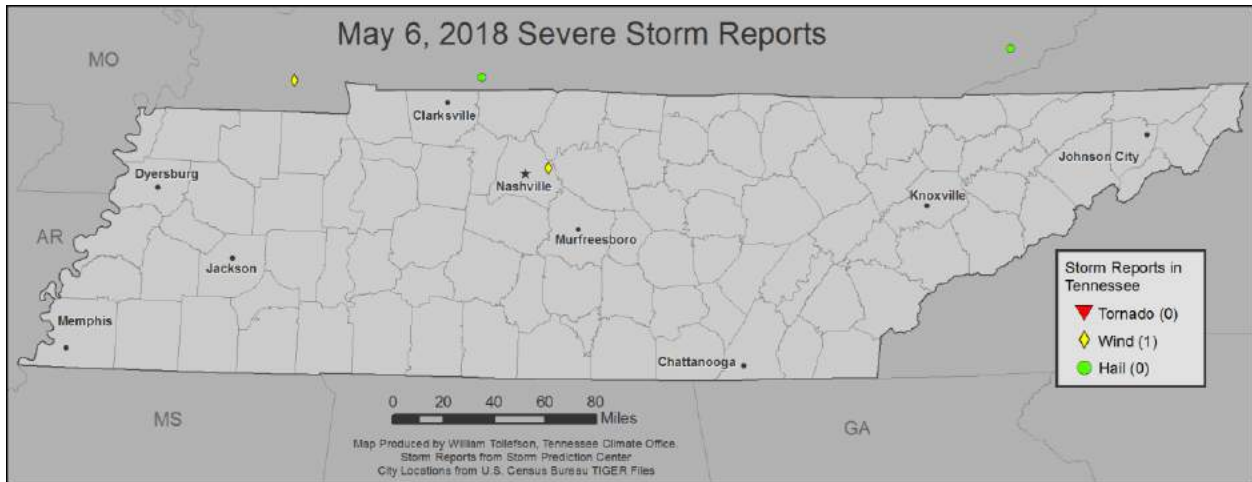 May 6, 2018 Severe Storm Reports
MO
Clarksville
Johnson City
Dyersburg
Nashville
Knoxville
AR
Murfreesboro
Jackson
Storm Reports in
Tennessee
Tornado (0)
Wind (1)
Hail (0)
Memphis
Chattanooga
0 20 40 60 80
Miles
MS
GA
Map Produced by William Tollefson, Tennessee Climate Office.
Storm Reports from Storm Prediction Center
City Locations from U.S. Census Bureau TIGER Files